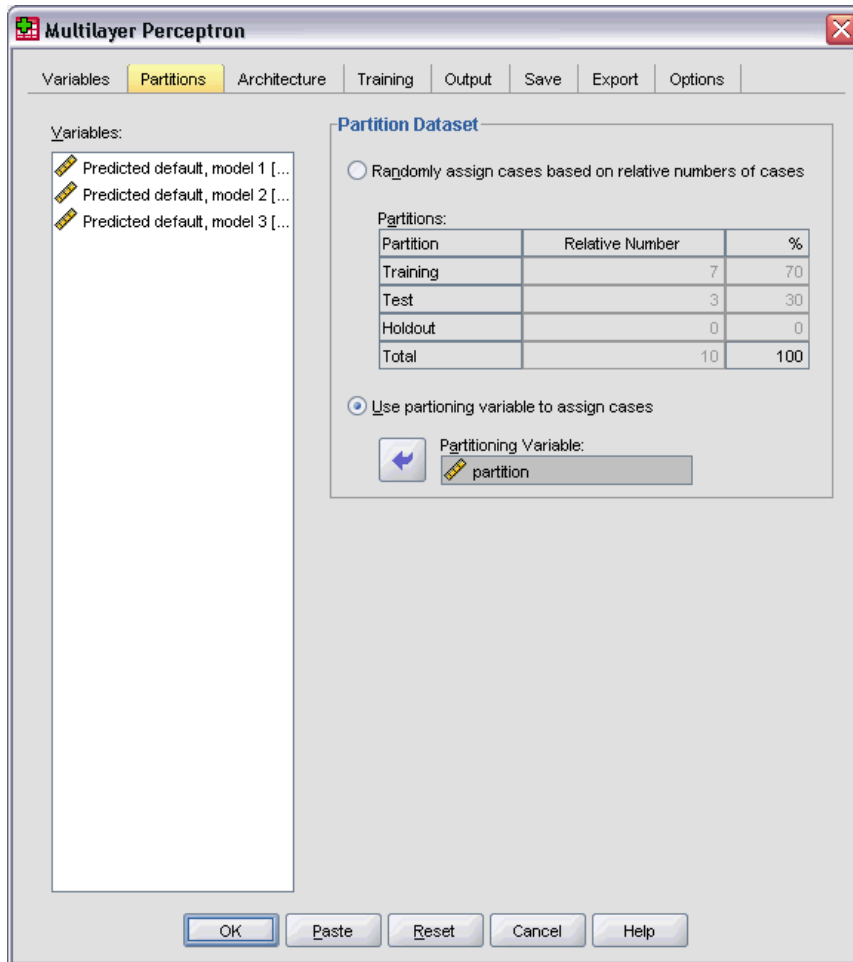 Multilayer Perceptron
Variables Partitions Architecture Training Output Save Export Options
Variables:
Predicted default, model 1 [...
Predicted default, model 2 [...
Predicted default, model 3 [...
Partition Dataset
Randomly assign cases based on relative numbers of cases
Partitions:
Partition Relative Number %
Training 7 70
Test 3 30
Holdout 0 0
Total 10 100
Use partioning variable to assign cases
Partitioning Variable:
partition
OK Paste Reset Cancel Help